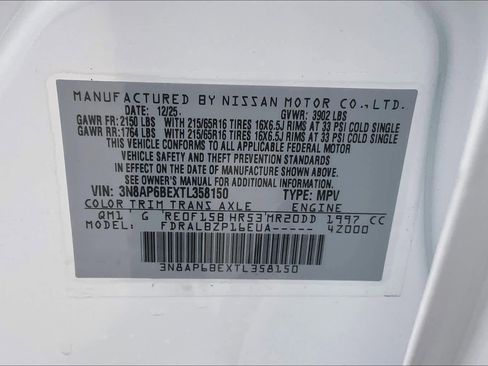 MANUFACTURED BY NISSAN MOTOR CO., LTD.
DATE: 12/25 GVWR: 3902 LBS
GAWR FR: 2150 LBS WITH 215/65R16 TIRES 16X6.5J RIMS AT 33 PSI COLD SINGLE
GAWR RR: 1764 LBS WITH 215/65R16 TIRES 16X6.5J RIMS AT 33 PSI COLD SINGLE
THIS VEHICLE CONFORMS TO ALL APPLICABLE FEDERAL MOTOR
VEHICLE SAFETY AND THEFT PREVENTION STANDARDS
IN EFFECT ON THE DATE OF MANUFACTURE SHOWN ABOVE.
SEE OWNER'S MANUAL FOR ADDITIONAL INFORMATION.
VIN: 3N8AP6BEXTL358150 TYPE: MPV
COLOR TRIM TRANS AXLE ENGINE
QM1 G RE0F15B HR53 MR20DD 1997 CC
MODEL: FDRALBZP16EUA----- 4Z000
3N8AP6BEXTL358150